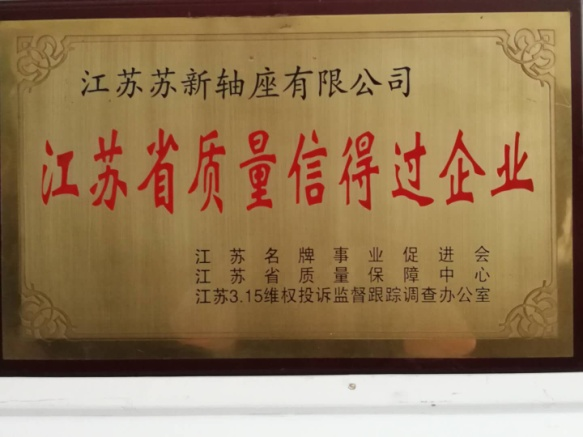 江苏苏新轴座有限公司
江苏省质量信得过企业
江苏名牌事业促进会
江苏省质量保障中心
江苏3.15维权投诉监督跟踪调查办公室